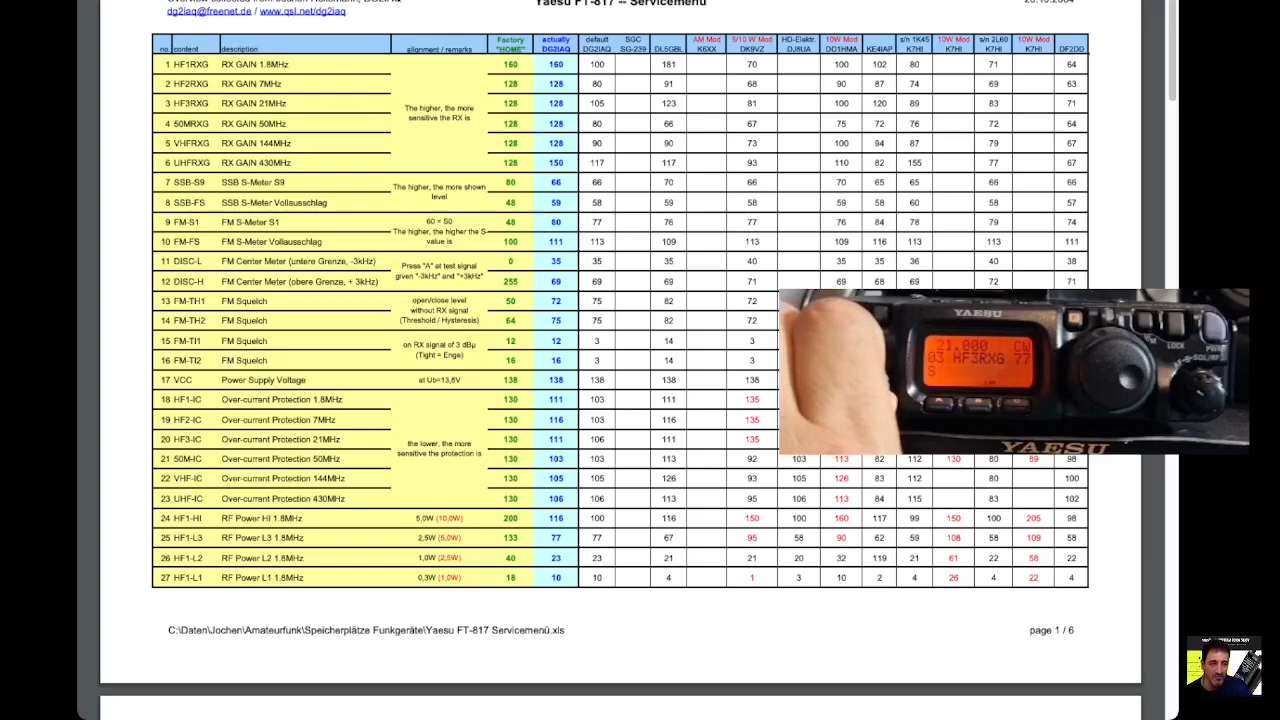 Yaesu FT-817 -- Servicemenü
dg2iaq@freenet.de / www.qsl.net/dg2iaq
no. content description alignment / remarks Factory "HOME" actually DG2IAQ default DG2IAQ SGC SG-239 DL5GBL AM Mod K6XX 5/10 W Mod DK9VZ HD-Elektr. DJ8UA 10W Mod DO1HMA KE4IAP s/n 1K45 K7HI 10W Mod K7HI s/n 2L60 K7HI 10W Mod K7HI DF2DD
1 HF1RXG RX GAIN 1.8MHz 160 160 100 181 70 100 102 80 71 64
2 HF2RXG RX GAIN 7MHz 128 128 80 91 68 90 87 74 69 63
3 HF3RXG RX GAIN 21MHz The higher, the more sensitive the RX is 128 128 105 123 81 100 120 89 83 71
4 50MRXG RX GAIN 50MHz 128 128 80 66 67 75 72 76 72 64
5 VHFRXG RX GAIN 144MHz 128 128 90 90 73 100 94 87 79 67
6 UHFRXG RX GAIN 430MHz 128 150 117 117 93 110 82 155 77 67
7 SSB-S9 SSB S-Meter S9 The higher, the more shown level 80 66 66 70 66 70 65 65 66 66
8 SSB-FS SSB S-Meter Vollausschlag 48 59 58 59 58 59 58 60 58 57
9 FM-S1 FM S-Meter S1 60 = S0 48 80 77 76 77 76 84 78 79 74
10 FM-FS FM S-Meter Vollausschlag The higher, the higher the S-value is 100 111 113 109 113 109 116 113 113 111
11 DISC-L FM Center Meter (untere Grenze, -3kHz) Press "A" at test signal given "-3kHz" and "+3kHz" 0 35 35 35 40 35 35 36 40 38
12 DISC-H FM Center Meter (obere Grenze, + 3kHz) 255 69 69 69 71 69 68 69 72 71
13 FM-TH1 FM Squelch open/close level without RX signal (Threshold / Hysteresis) 50 72 75 82 72
14 FM-TH2 FM Squelch 64 75 75 82 72
15 FM-TI1 FM Squelch on RX signal of 3 dBµ (Tight = Enge) 12 12 3 14 3
16 FM-TI2 FM Squelch 16 16 3 14 3
17 VCC Power Supply Voltage at Ub=13,8V 138 138 138 138 138
18 HF1-IC Over-current Protection 1.8MHz 130 111 103 111 135
19 HF2-IC Over-current Protection 7MHz 130 116 103 116 135
20 HF3-IC Over-current Protection 21MHz the lower, the more sensitive the protection is 130 111 106 111 135
21 50M-IC Over-current Protection 50MHz 130 103 103 113 92 103 113 82 112 130 80 89 98
22 VHF-IC Over-current Protection 144MHz 130 105 105 126 93 105 126 83 112 80 100
23 UHF-IC Over-current Protection 430MHz 130 106 103 113 95 106 113 84 115 83 102
24 HF1-HI RF Power HI 1.8MHz 5,0W (10,0W) 200 116 100 116 150 100 160 117 99 150 100 205 98
25 HF1-L3 RF Power L3 1.8MHz 2,5W (5,0W) 133 77 77 67 95 58 90 62 59 108 58 109 58
26 HF1-L2 RF Power L2 1.8MHz 1,0W (2,5W) 40 23 23 21 21 20 32 119 21 61 21 58 22
27 HF1-L1 RF Power L1 1.8MHz 0,3W (1,0W) 18 10 10 4 1 3 10 2 4 26 4 22 4
YAESU
21.000 CW
03 HF3RXG 77
S
LOCK
PWR
YAESU
C:\Daten\Jochen\Amateurfunk\Speicherplätze Funkgeräte\Yaesu FT-817 Servicemenü.xls
page 1 / 6